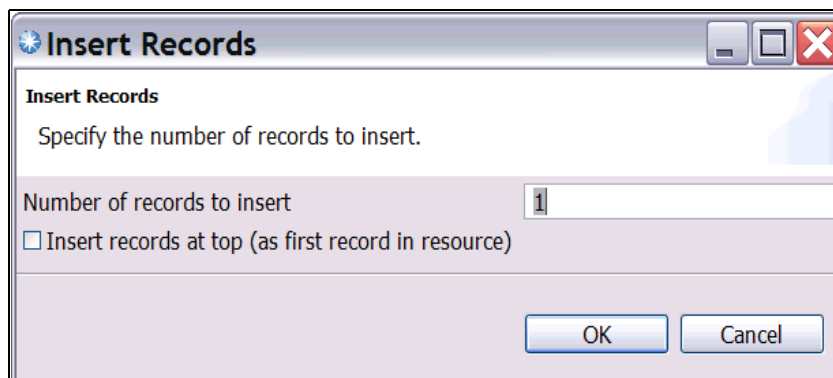 Insert Records
Insert Records
Specify the number of records to insert.
Number of records to insert 1
Insert records at top (as first record in resource)
OK Cancel